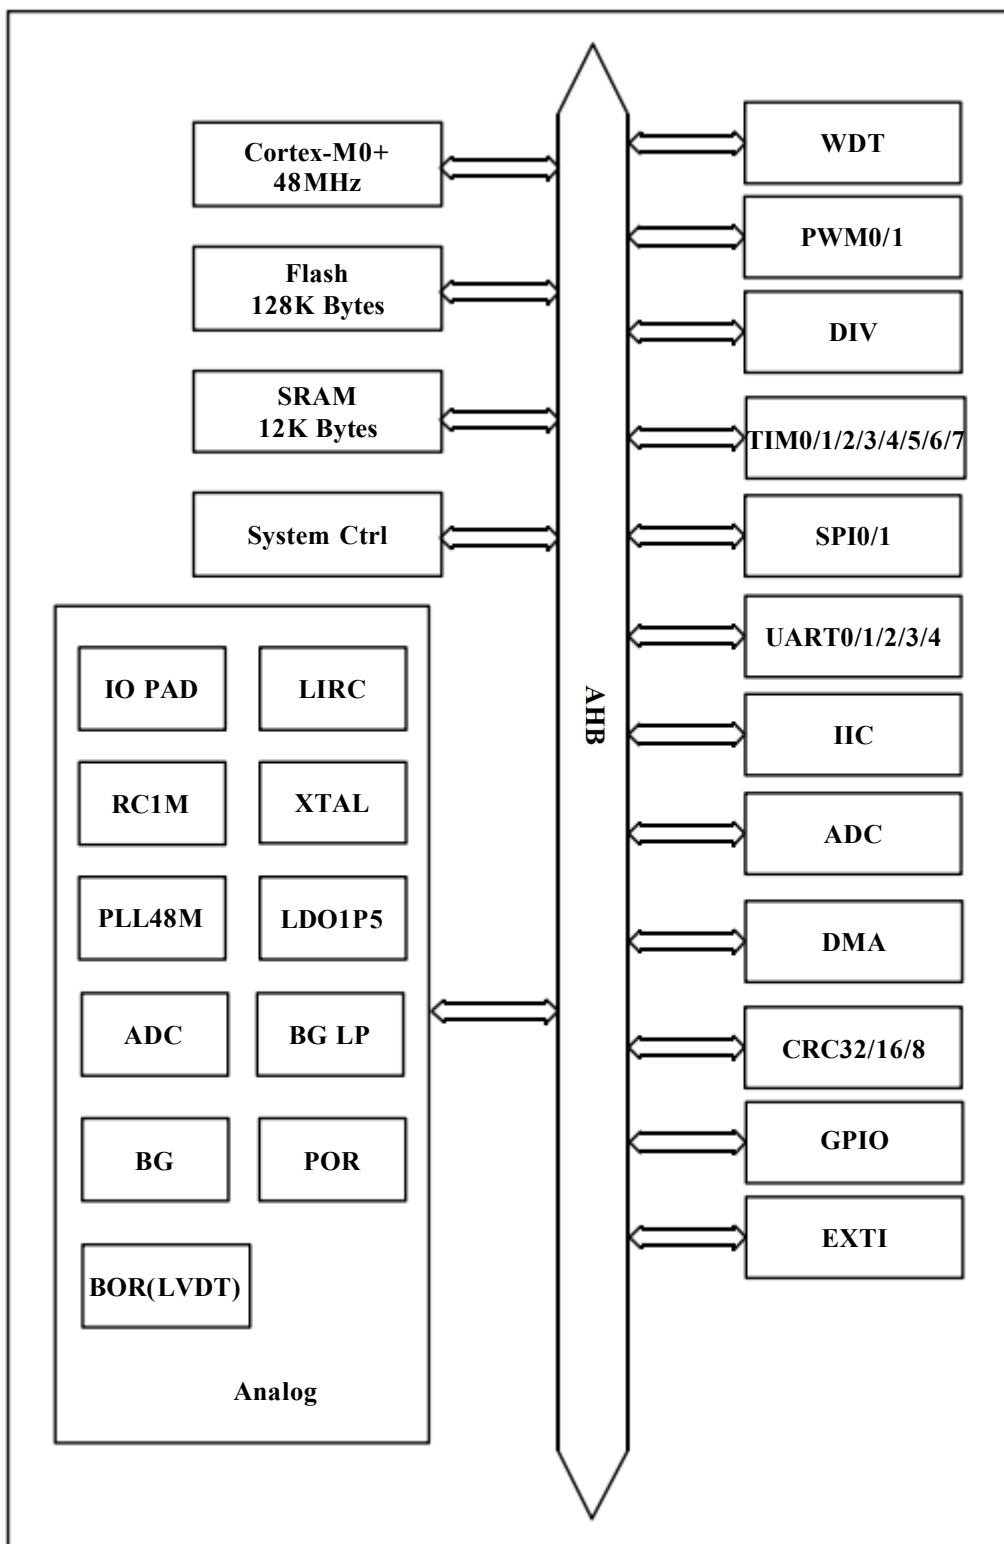 Cortex-M0+
48MHz
Flash
128K Bytes
SRAM
12K Bytes
System Ctrl
IO PAD
LIRC
RC1M
XTAL
PLL48M
LDO1P5
ADC
BG LP
BG
POR
BOR(LVDT)
Analog
AHB
WDT
PWM0/1
DIV
TIM0/1/2/3/4/5/6/7
SPI0/1
UART0/1/2/3/4
IIC
ADC
DMA
CRC32/16/8
GPIO
EXTI